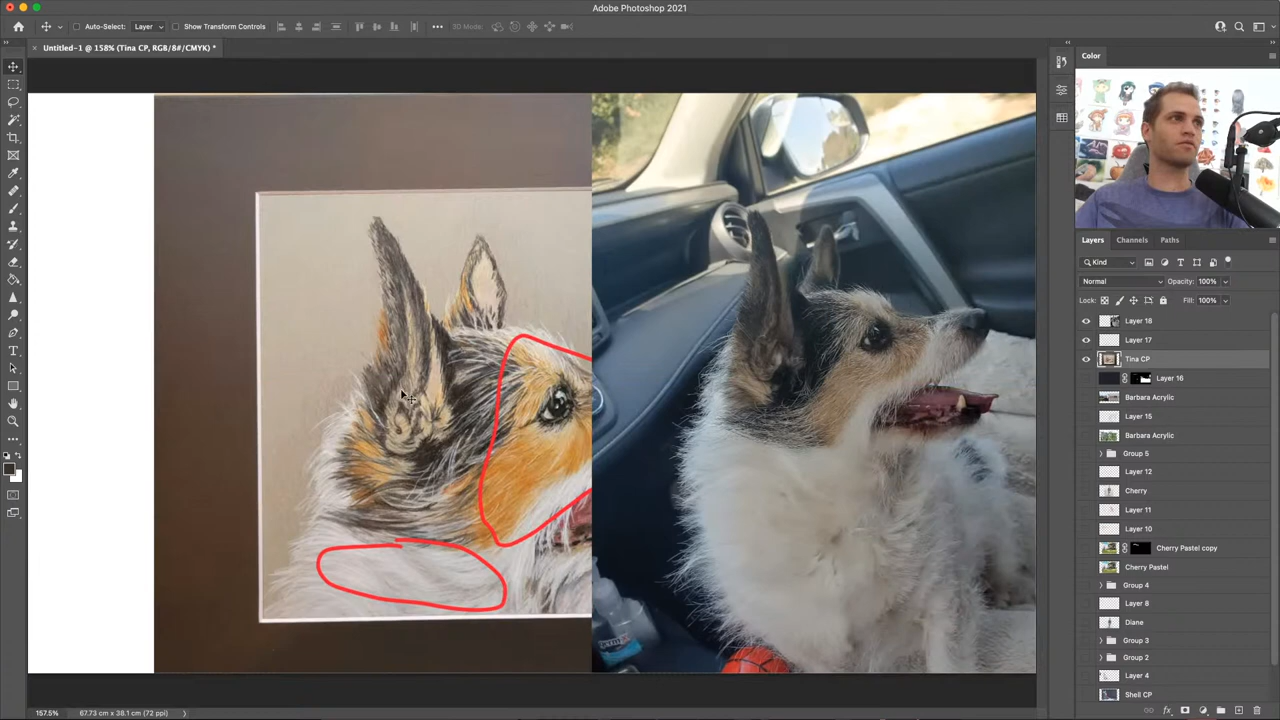 Adobe Photoshop 2021
Auto-Select: Layer Show Transform Controls 3D Mode:
Untitled-1 @ 158% (Tina CP, RGB/8#/CMYK) *
Color
Layers Channels Paths
Kind
Normal Opacity: 100%
Lock: Fill: 100%
Layer 18
Layer 17
Tina CP
Layer 16
Barbara Acrylic
Layer 15
Barbara Acrylic
Group 5
Layer 12
Cherry
Layer 11
Layer 10
Cherry Pastel copy
Cherry Pastel
Group 4
Layer 8
Diane
Group 3
Group 2
Layer 4
Shell CP
157.5% 67.73 cm x 38.1 cm (72 ppi)